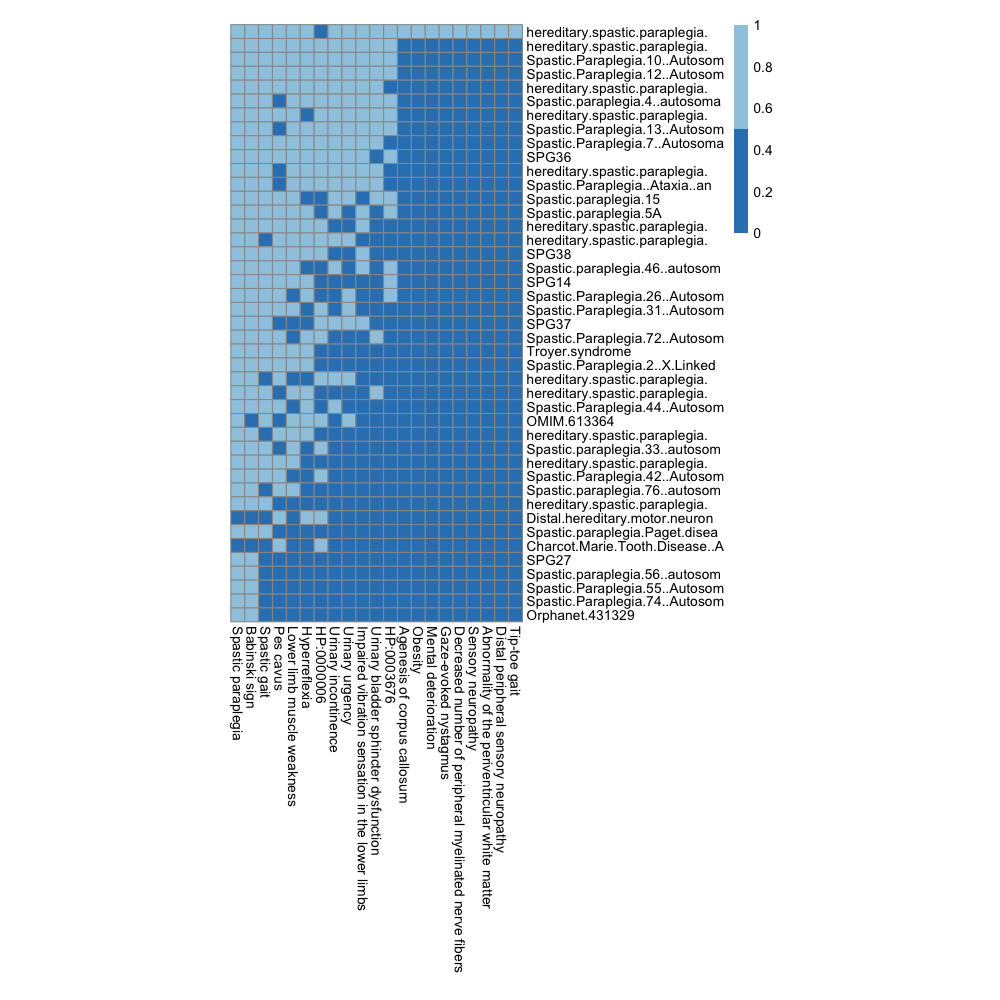 hereditary.spastic.paraplegia.
hereditary.spastic.paraplegia.
Spastic.Paraplegia.10..Autosom
Spastic.Paraplegia.12..Autosom
hereditary.spastic.paraplegia.
Spastic.paraplegia.4..autosoma
hereditary.spastic.paraplegia.
Spastic.Paraplegia.13..Autosom
Spastic.Paraplegia.7..Autosoma
SPG36
hereditary.spastic.paraplegia.
Spastic.Paraplegia..Ataxia..an
Spastic.paraplegia.15
Spastic.paraplegia.5A
hereditary.spastic.paraplegia.
hereditary.spastic.paraplegia.
SPG38
Spastic.paraplegia.46..autosom
SPG14
Spastic.Paraplegia.26..Autosom
Spastic.Paraplegia.31..Autosom
SPG37
Spastic.Paraplegia.72..Autosom
Troyer.syndrome
Spastic.Paraplegia.2..X.Linked
hereditary.spastic.paraplegia.
hereditary.spastic.paraplegia.
Spastic.Paraplegia.44..Autosom
OMIM.613364
hereditary.spastic.paraplegia.
Spastic.paraplegia.33..autosom
hereditary.spastic.paraplegia.
Spastic.Paraplegia.42..Autosom
Spastic.paraplegia.76..autosom
hereditary.spastic.paraplegia.
Distal.hereditary.motor.neuron
Spastic.paraplegia.Paget.disea
Charcot.Marie.Tooth.Disease..A
SPG27
Spastic.paraplegia.56..autosom
Spastic.Paraplegia.55..Autosom
Spastic.Paraplegia.74..Autosom
Orphanet.431329
1
0.8
0.6
0.4
0.2
0
Spastic paraplegia
Babinski sign
Spastic gait
Pes cavus
Lower limb muscle weakness
Hyperreflexia
HP:0000006
Urinary incontinence
Urinary urgency
Impaired vibration sensation in the lower limbs
Urinary bladder sphincter dysfunction
HP:0003676
Agenesis of corpus callosum
Obesity
Mental deterioration
Gaze-evoked nystagmus
Decreased number of peripheral myelinated nerve fibers
Sensory neuropathy
Abnormality of the periventricular white matter
Distal peripheral sensory neuropathy
Tip-toe gait